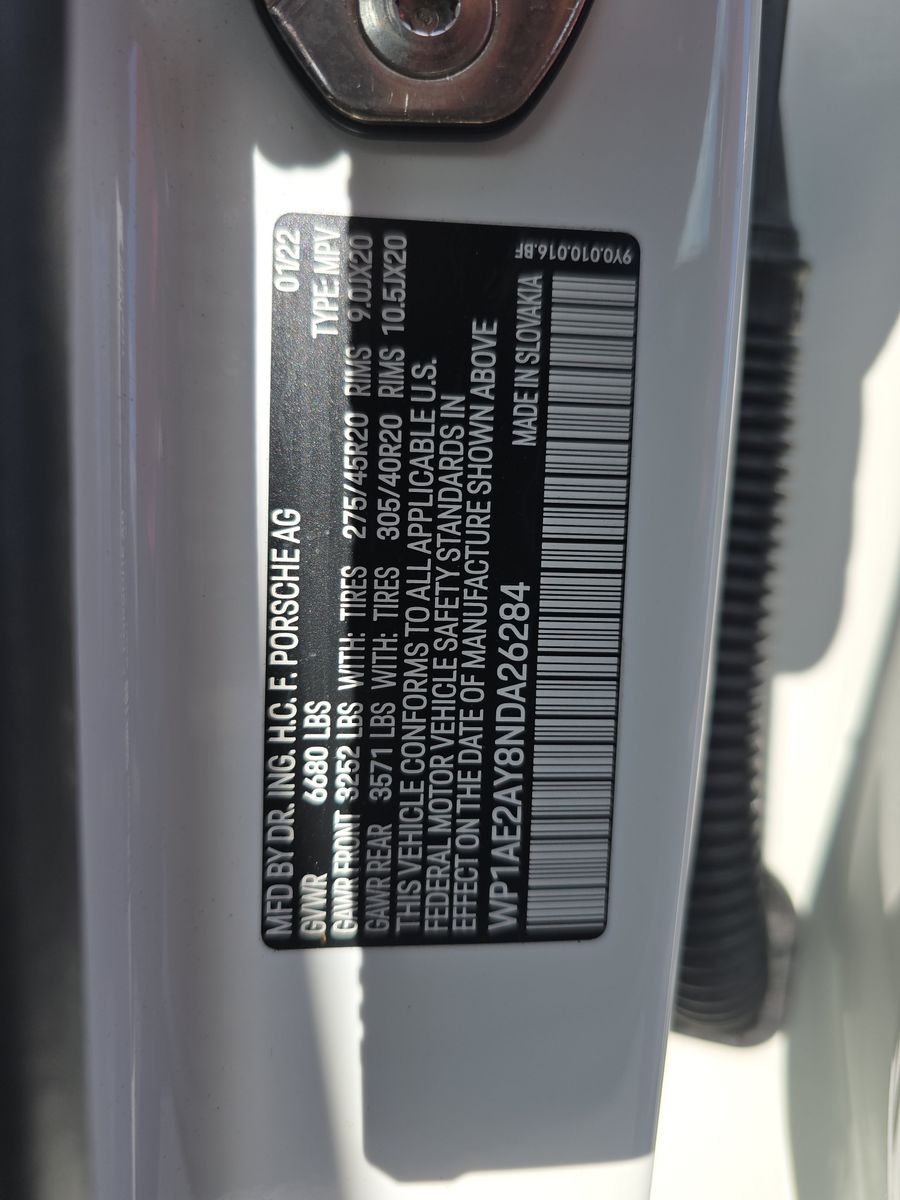 MFD BY DR. ING. H.C. F. PORSCHE AG 01/22
GVWR 6680 LBS TYPE: MPV
GAWR FRONT 3252 LBS WITH: TIRES 275/45R20 RIMS 9.0JX20
GAWR REAR 3571 LBS WITH: TIRES 305/40R20 RIMS 10.5JX20
THIS VEHICLE CONFORMS TO ALL APPLICABLE U.S.
FEDERAL MOTOR VEHICLE SAFETY STANDARDS IN
EFFECT ON THE DATE OF MANUFACTURE SHOWN ABOVE
WP1AE2AY8NDA26284 MADE IN SLOVAKIA
9Y0.010.016.BF